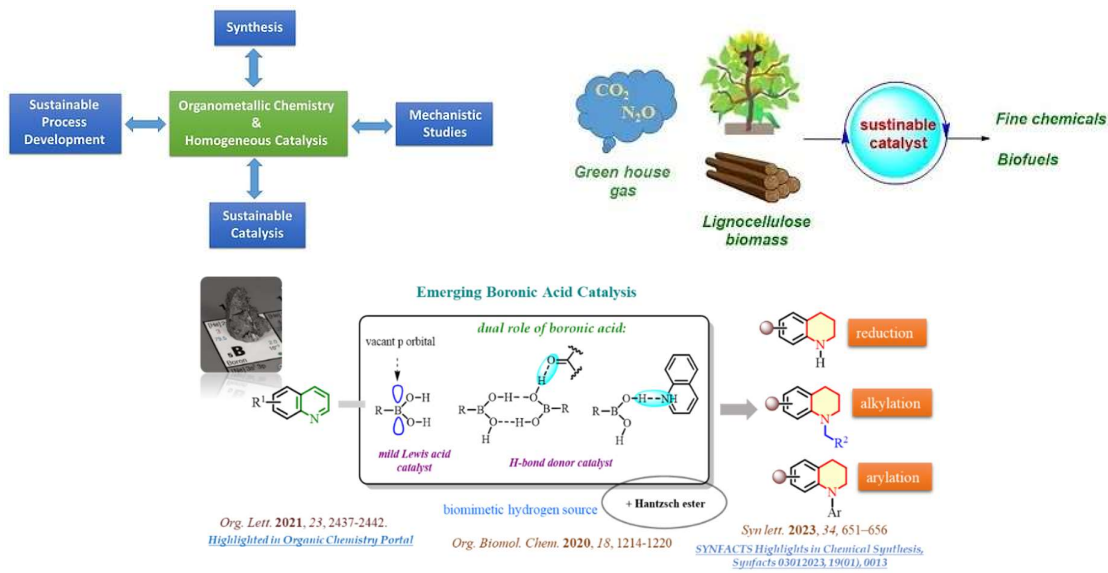 Synthesis
Sustainable
Process
Development
Organometallic Chemistry
&
Homogeneous Catalysis
Mechanistic
Studies
Sustainable
Catalysis
CO2
N2O
Green house
gas
Lignocellulose
biomass
sustinable
catalyst
Fine chemicals
Biofuels
Emerging Boronic Acid Catalysis
dual role of boronic acid:
vacant p orbital
mild Lewis acid
catalyst
H-bond donor catalyst
5B
Boron
R1
N
R-B
O-H
O-H
O
H
R-B
O-H
O-H
O
B-R
H-O
H
R-B
O-H
O
H
NH
biomimetic hydrogen source
+ Hantzsch ester
N
H
reduction
N
R2
alkylation
N
Ar
arylation
Org. Lett. 2021, 23, 2437-2442.
Highlighted in Organic Chemistry Portal
Org. Biomol. Chem. 2020, 18, 1214-1220
Syn lett. 2023, 34, 651–656
SYNFACTS Highlights in Chemical Synthesis,
Synfacts 03012023, 19(01), 0013